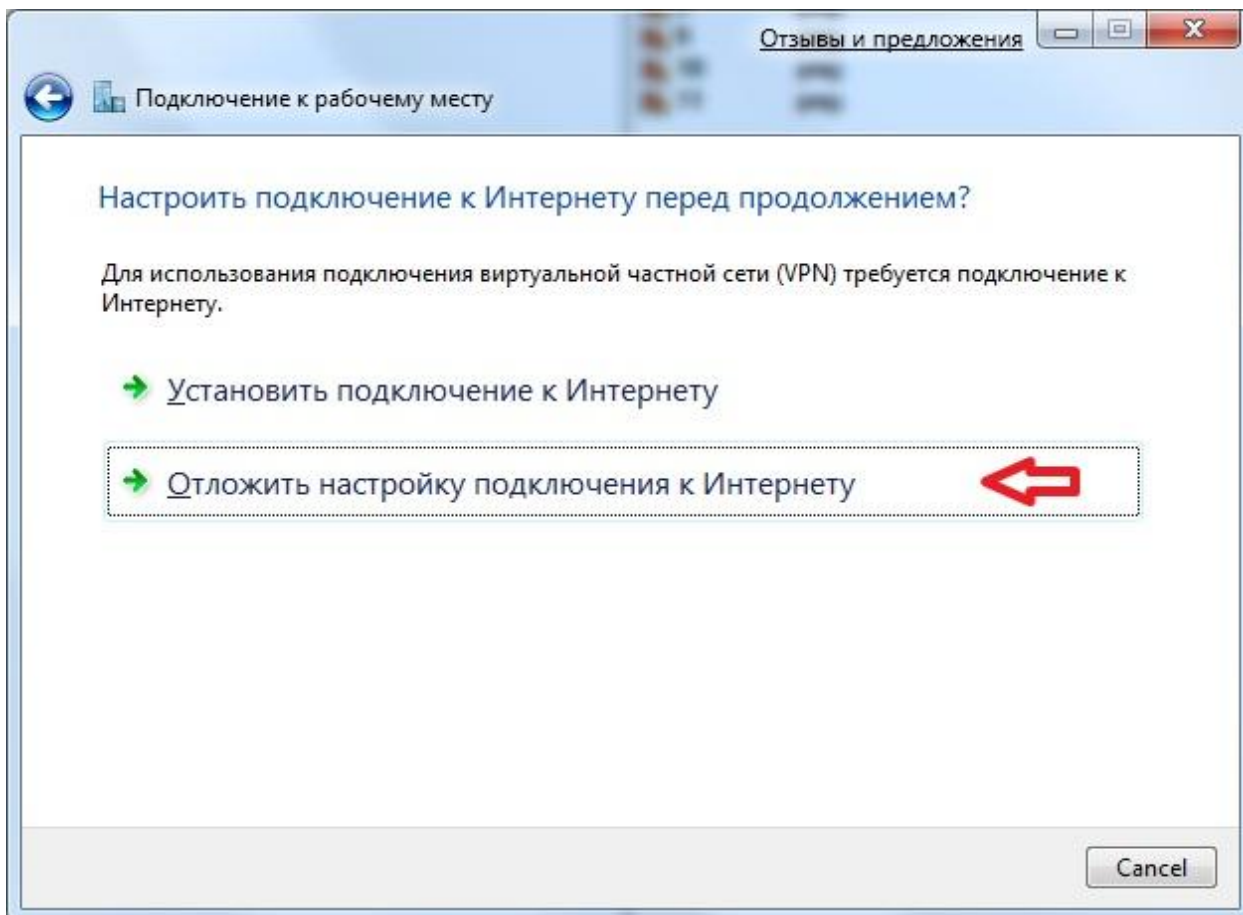 Отзывы и предложения
Подключение к рабочему месту
Настроить подключение к Интернету перед продолжением?
Для использования подключения виртуальной частной сети (VPN) требуется подключение к
Интернету.
Установить подключение к Интернету
Отложить настройку подключения к Интернету
Cancel